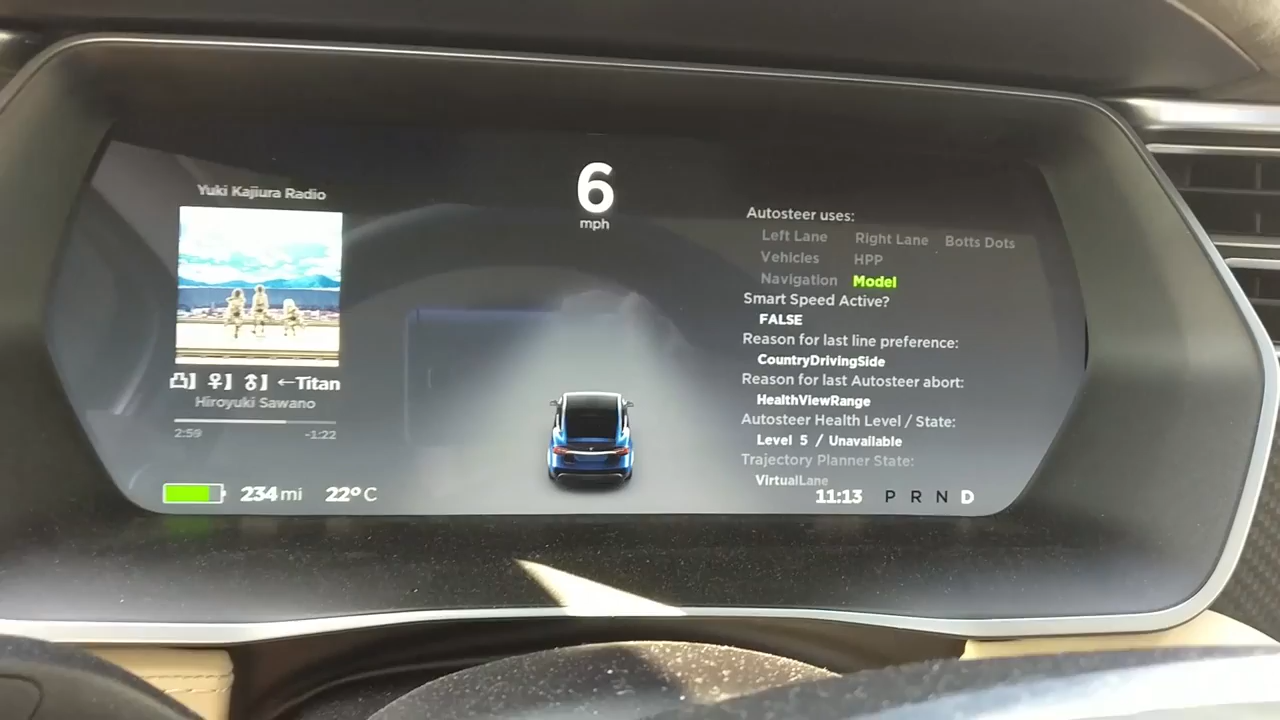 Yuki Kajiura Radio
←Titan
Hiroyuki Sawano
2:59
-1:22
234 mi
22° C
6
mph
Autosteer uses:
Left Lane Right Lane Botts Dots
Vehicles HPP
Navigation Model
Smart Speed Active?
FALSE
Reason for last line preference:
CountryDrivingSide
Reason for last Autosteer abort:
HealthViewRange
Autosteer Health Level / State:
Level 5 / Unavailable
Trajectory Planner State:
VirtualLane
11:13 P R N D